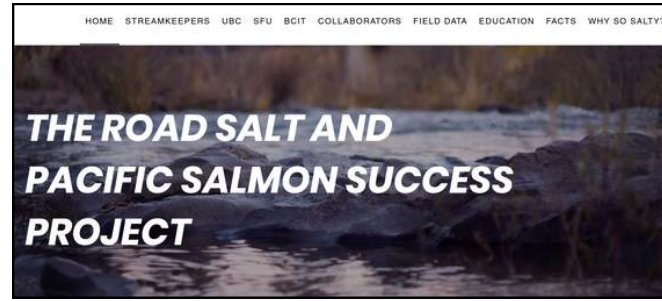 HOME STREAMKEEPERS UBC SFU BCIT COLLABORATORS FIELD DATA EDUCATION FACTS WHY SO SALTY?
THE ROAD SALT AND
PACIFIC SALMON SUCCESS
PROJECT